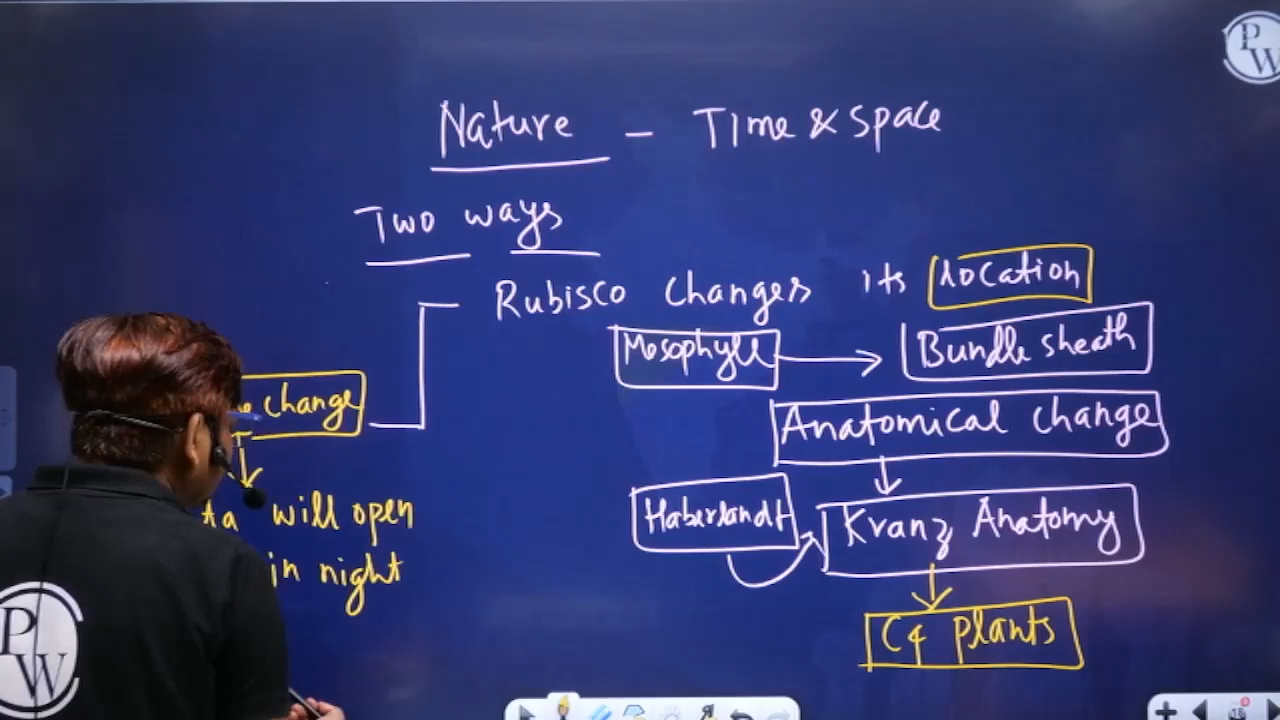 PW
Nature - Time & space
Two ways
Rubisco changes its location
Mesophyll
Bundle sheath
change
Anatomical change
will open
in night
Haberlandt
Kranz Anatomy
C4 plants
PW
18